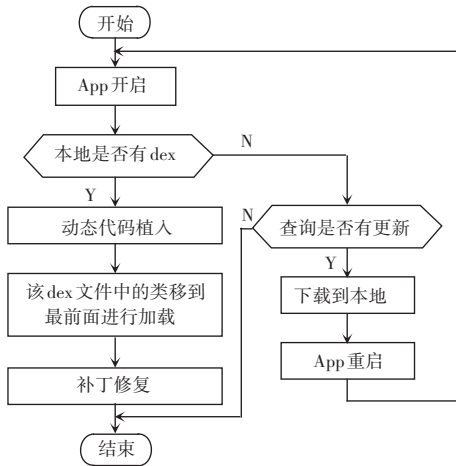 开始
App开启
本地是否有dex
N
Y
动态代码植入
N
查询是否有更新
Y
该dex文件中的类移到
最前面进行加载
下载到本地
App重启
补丁修复
结束